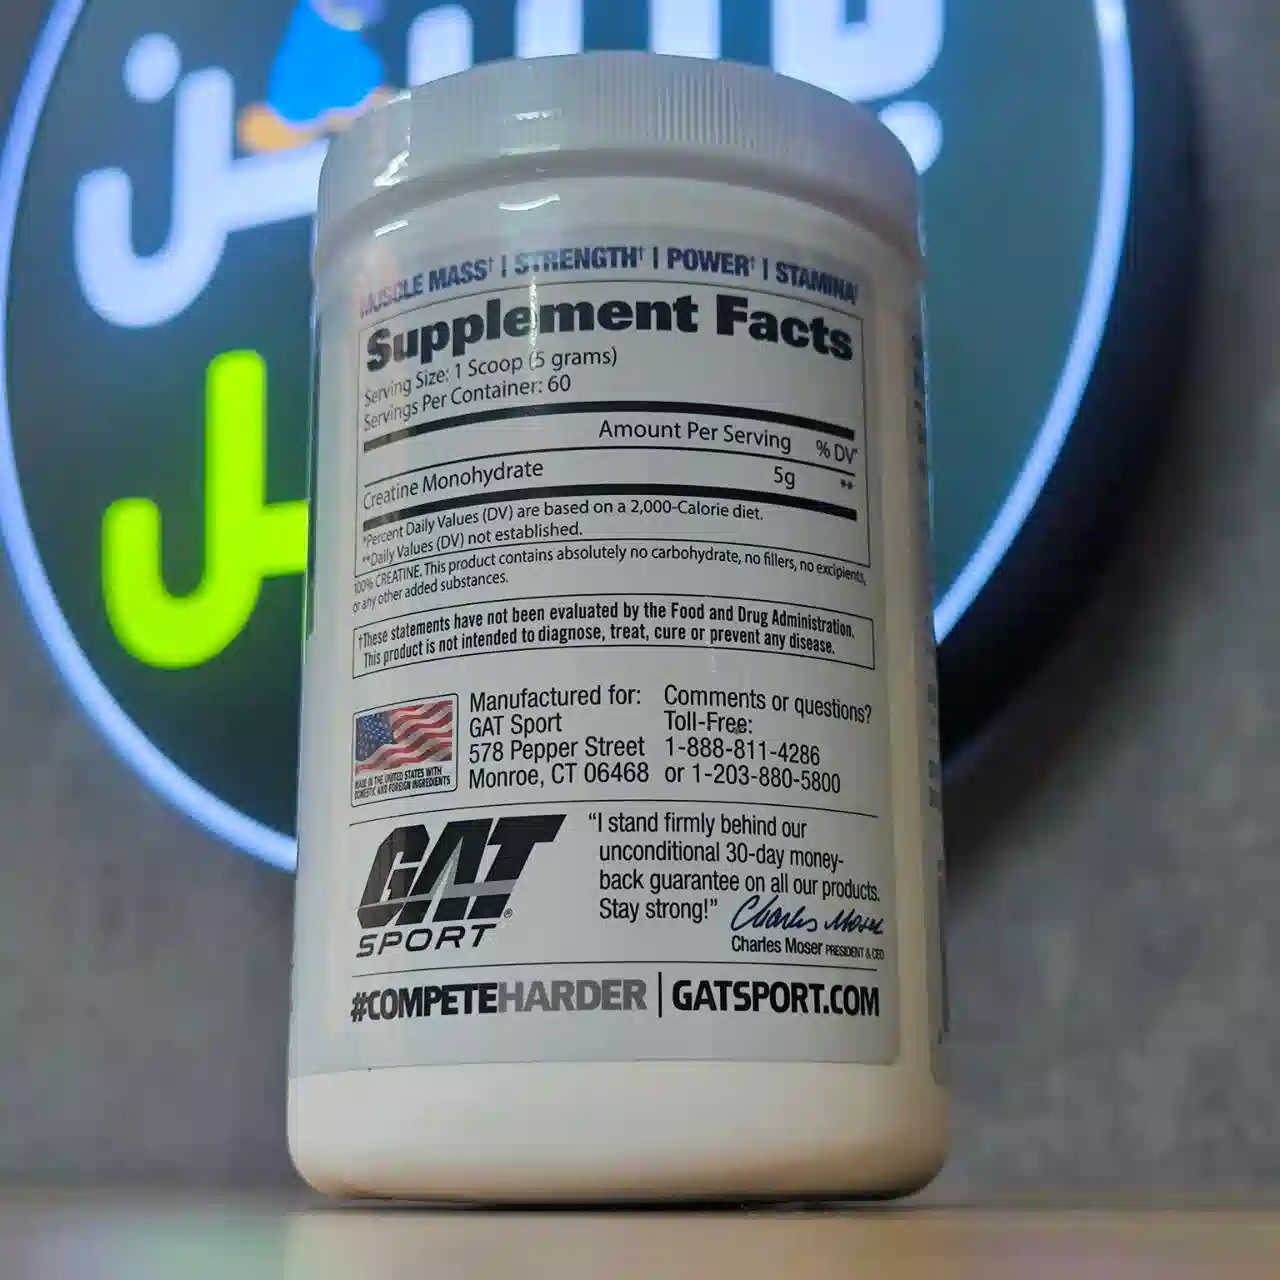 MUSCLE MASS† | STRENGTH† | POWER† | STAMINA†
Supplement Facts
Serving Size: 1 Scoop (5 grams)
Servings Per Container: 60
Amount Per Serving % DV*
Creatine Monohydrate 5g **
*Percent Daily Values (DV) are based on a 2,000-Calorie diet.
**Daily Values (DV) not established.
100% CREATINE. This product contains absolutely no carbohydrate, no fillers, no excipients,
or any other added substances.
†These statements have not been evaluated by the Food and Drug Administration.
This product is not intended to diagnose, treat, cure or prevent any disease.
MADE IN THE UNITED STATES WITH
DOMESTIC AND FOREIGN INGREDIENTS
Manufactured for:
GAT Sport
578 Pepper Street
Monroe, CT 06468
Comments or questions?
Toll-Free:
1-888-811-4286
or 1-203-880-5800
GAT
SPORT®
“I stand firmly behind our
unconditional 30-day money-
back guarantee on all our products.
Stay strong!”
Charles Moser
Charles Moser PRESIDENT & CEO
#COMPETEHARDER | GATSPORT.COM